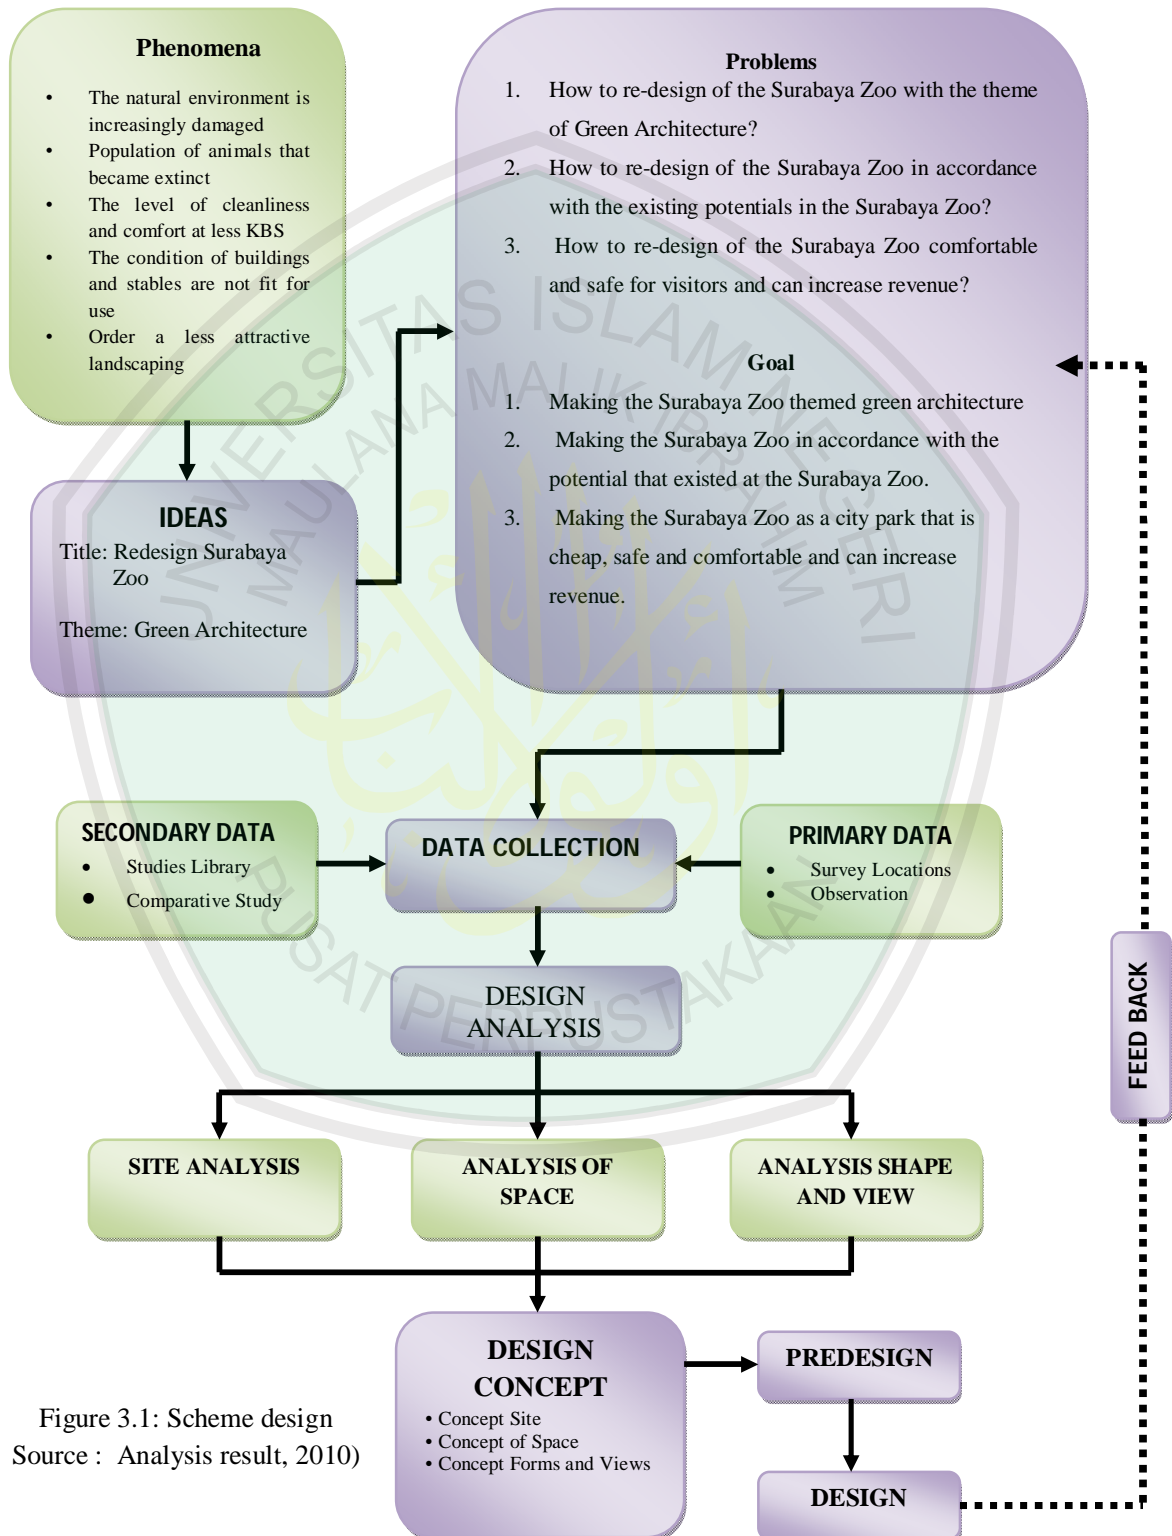 Phenomena
• The natural environment is
increasingly damaged
• Population of animals that
became extinct
• The level of cleanliness
and comfort at less KBS
• The condition of buildings
and stables are not fit for
use
• Order a less attractive
landscaping
Problems
1. How to re-design of the Surabaya Zoo with the theme
of Green Architecture?
2. How to re-design of the Surabaya Zoo in accordance
with the existing potentials in the Surabaya Zoo?
3. How to re-design of the Surabaya Zoo comfortable
and safe for visitors and can increase revenue?
Goal
1. Making the Surabaya Zoo themed green architecture
2. Making the Surabaya Zoo in accordance with the
potential that existed at the Surabaya Zoo.
3. Making the Surabaya Zoo as a city park that is
cheap, safe and comfortable and can increase
revenue.
IDEAS
Title: Redesign Surabaya
Zoo
Theme: Green Architecture
SECONDARY DATA
• Studies Library
• Comparative Study
DATA COLLECTION
PRIMARY DATA
• Survey Locations
• Observation
DESIGN
ANALYSIS
FEED BACK
SITE ANALYSIS
ANALYSIS OF
SPACE
ANALYSIS SHAPE
AND VIEW
DESIGN
CONCEPT
• Concept Site
• Concept of Space
• Concept Forms and Views
PREDESIGN
DESIGN
Figure 3.1: Scheme design
Source : Analysis result, 2010)
UNIVERSITAS ISLAM NEGERI
MAULANA MALIK IBRAHIM
PUSAT PERPUSTAKAAN